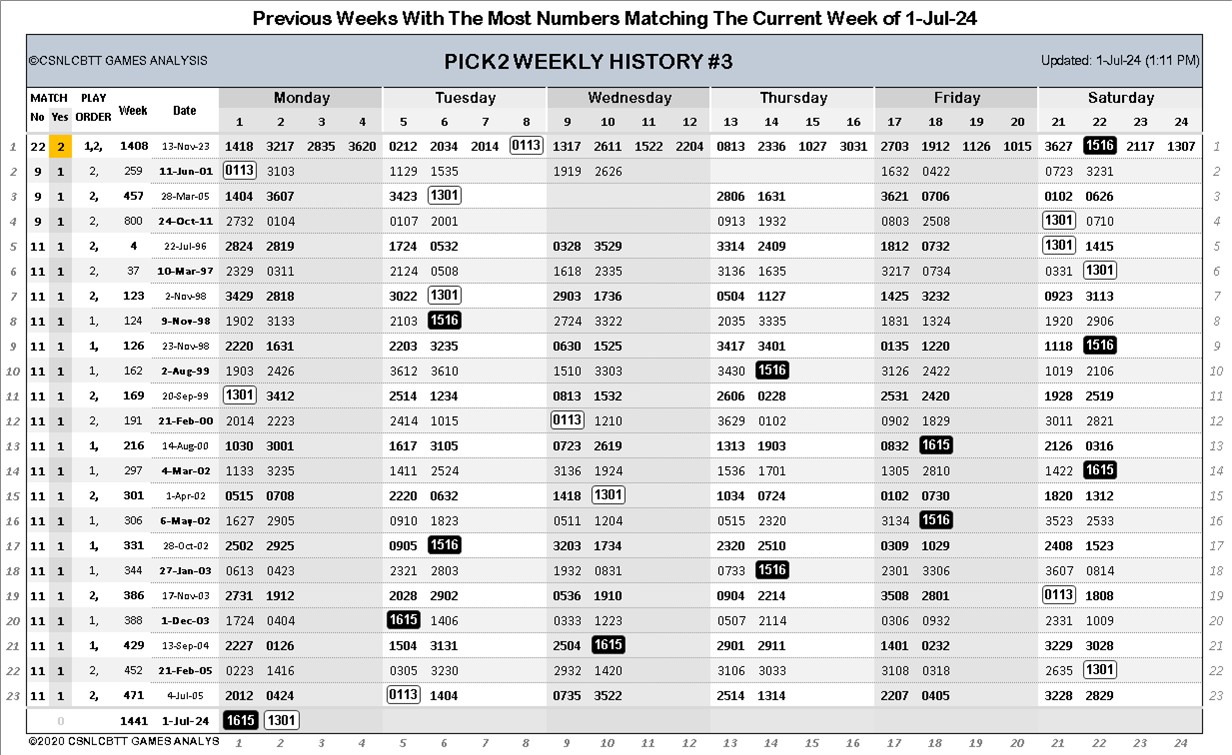 Previous Weeks With The Most Numbers Matching The Current Week of 1-Jul-24
©CSNLCBTT GAMES ANALYSIS PICK2 WEEKLY HISTORY #3 Updated: 1-Jul-24 (1:11 PM)
MATCH PLAY Week Date Monday Tuesday Wednesday Thursday Friday Saturday
No Yes ORDER 1 2 3 4 5 6 7 8 9 10 11 12 13 14 15 16 17 18 19 20 21 22 23 24
1 22 2 1,2, 1408 13-Nov-23 1418 3217 2835 3620 0212 2034 2014 0113 1317 2611 1522 2204 0813 2336 1027 3031 2703 1912 1126 1015 3627 1516 2117 1307 1
2 9 1 2, 259 11-Jun-01 0113 3103 1129 1535 1919 2626 1632 0422 0723 3231 2
3 9 1 2, 457 28-Mar-05 1404 3607 3423 1301 2806 1631 3621 0706 0102 0626 3
4 9 1 2, 800 24-Oct-11 2732 0104 0107 2001 0913 1932 0803 2508 1301 0710 4
5 11 1 2, 4 22-Jul-96 2824 2819 1724 0532 0328 3529 3314 2409 1812 0732 1301 1415 5
6 11 1 2, 37 10-Mar-97 2329 0311 2124 0508 1618 2335 3136 1635 3217 0734 0331 1301 6
7 11 1 2, 123 2-Nov-98 3429 2818 3022 1301 2903 1736 0504 1127 1425 3232 0923 3113 7
8 11 1 1, 124 9-Nov-98 1902 3133 2103 1516 2724 3322 2035 3335 1831 1324 1920 2906 8
9 11 1 1, 126 23-Nov-98 2220 1631 2203 3235 0630 1525 3417 3401 0135 1220 1118 1516 9
10 11 1 1, 162 2-Aug-99 1903 2426 3612 3610 1510 3303 3430 1516 3126 2422 1019 2106 10
11 11 1 2, 169 20-Sep-99 1301 3412 2514 1234 0813 1532 2606 0228 2531 2420 1928 2519 11
12 11 1 2, 191 21-Feb-00 2014 2223 2414 1015 0113 1210 3629 0102 0902 1829 3011 2821 12
13 11 1 1, 216 14-Aug-00 1030 3001 1617 3105 0723 2619 1313 1903 0832 1615 2126 0316 13
14 11 1 1, 297 4-Mar-02 1133 3235 1411 2524 3136 1924 1536 1701 1305 2810 1422 1615 14
15 11 1 2, 301 1-Apr-02 0515 0708 2220 0632 1418 1301 1034 0724 0102 0730 1820 1312 15
16 11 1 1, 306 6-May-02 1627 2905 0910 1823 0511 1204 0515 2320 3134 1516 3523 2533 16
17 11 1 1, 331 28-Oct-02 2502 2925 0905 1516 3203 1734 2320 2510 0309 1029 2408 1523 17
18 11 1 1, 344 27-Jan-03 0613 0423 2321 2803 1932 0831 0733 1516 2301 3306 3607 0814 18
19 11 1 2, 386 17-Nov-03 2731 1912 2028 2902 0536 1910 0904 2214 3508 2801 0113 1808 19
20 11 1 1, 388 1-Dec-03 1724 0404 1615 1406 0333 1223 0507 2114 0306 0932 2331 1009 20
21 11 1 1, 429 13-Sep-04 2227 0126 1504 3131 2504 1615 2901 2911 1401 0232 3229 3028 21
22 11 1 2, 452 21-Feb-05 0223 1416 0305 3230 2932 1420 3106 3033 3108 0318 2635 1301 22
23 11 1 2, 471 4-Jul-05 2012 0424 0113 1404 0735 3522 2514 1314 2207 0405 3228 2829 23
0 1441 1-Jul-24 1615 1301
©2020 CSNLCBTT GAMES ANALYS 1 2 3 4 5 6 7 8 9 10 11 12 13 14 15 16 17 18 19 20 21 22 23 24